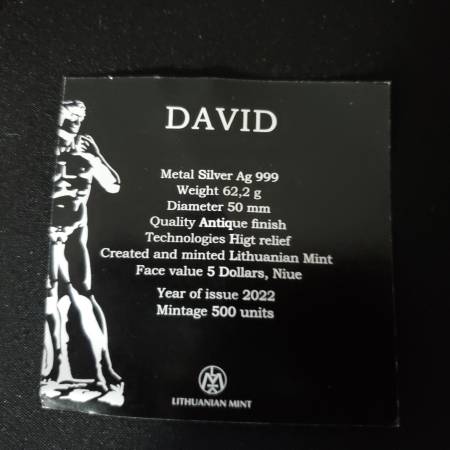 DAVID
Metal Silver Ag 999
Weight 62,2 g
Diameter 50 mm
Quality Antique finish
Technologies Higt relief
Created and minted Lithuanian Mint
Face value 5 Dollars, Niue
Year of issue 2022
Mintage 500 units
LITHUANIAN MINT